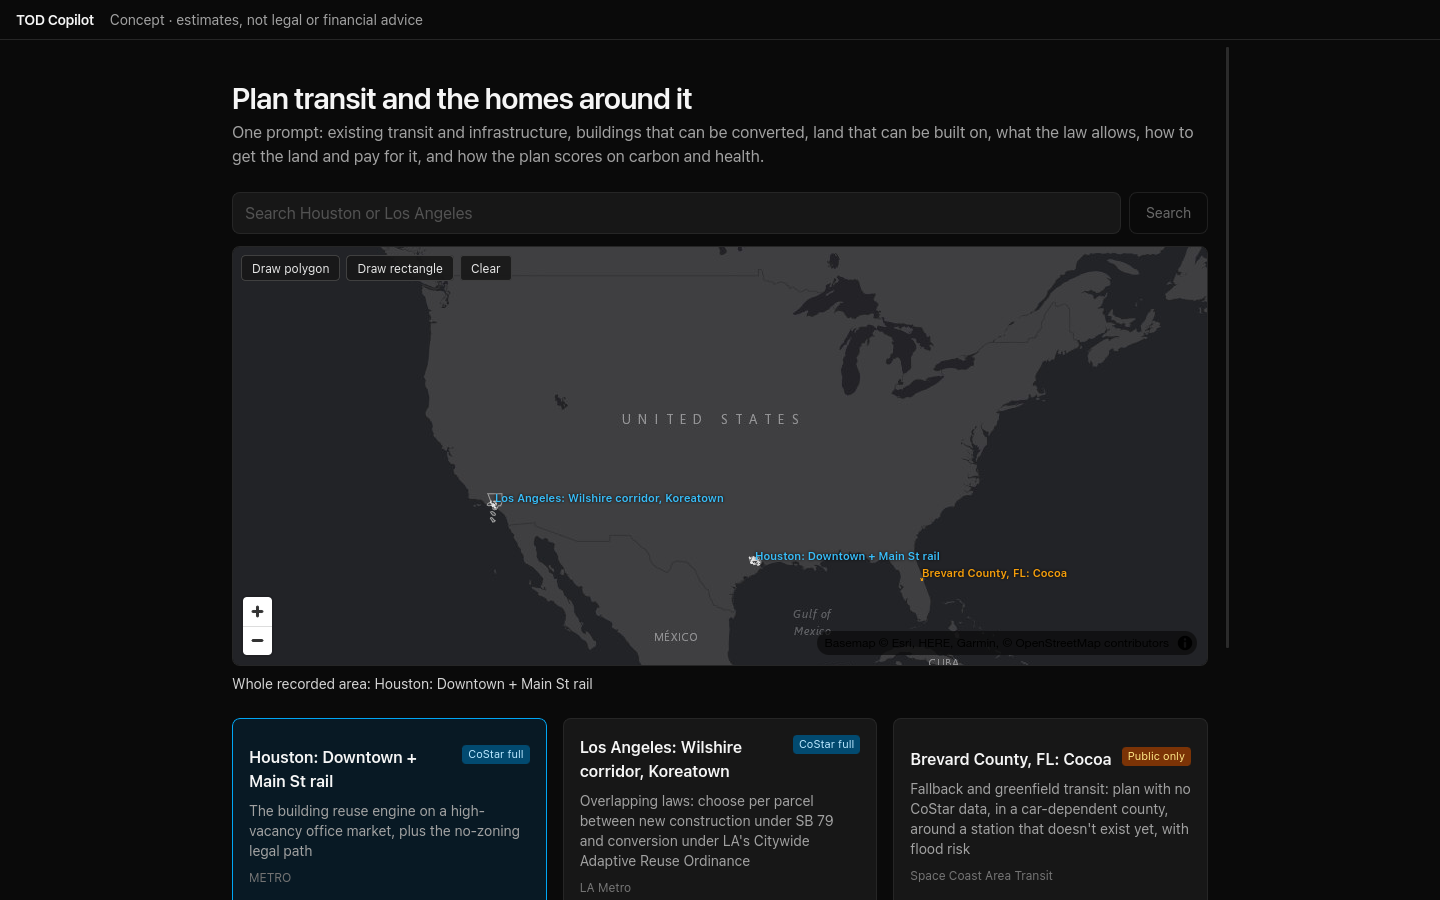 TOD Copilot Concept · estimates, not legal or financial advice
Plan transit and the homes around it
One prompt: existing transit and infrastructure, buildings that can be converted, land that can be built on, what the law allows, how to
get the land and pay for it, and how the plan scores on carbon and health.
Search Houston or Los Angeles
Search
Draw polygon
Draw rectangle
Clear
UNITED STATES
Los Angeles: Wilshire corridor, Koreatown
Houston: Downtown + Main St rail
Brevard County, FL: Cocoa
Gulf of
Mexico
MÉXICO
Basemap © Esri, HERE, Garmin, © OpenStreetMap contributors
CUBA
Whole recorded area: Houston: Downtown + Main St rail
Houston: Downtown +
Main St rail
CoStar full
The building reuse engine on a high-
vacancy office market, plus the no-zoning
legal path
METRO
Los Angeles: Wilshire
corridor, Koreatown
CoStar full
Overlapping laws: choose per parcel
between new construction under SB 79
and conversion under LA's Citywide
Adaptive Reuse Ordinance
LA Metro
Brevard County, FL: Cocoa
Public only
Fallback and greenfield transit: plan with no
CoStar data, in a car-dependent county,
around a station that doesn't exist yet, with
flood risk
Space Coast Area Transit